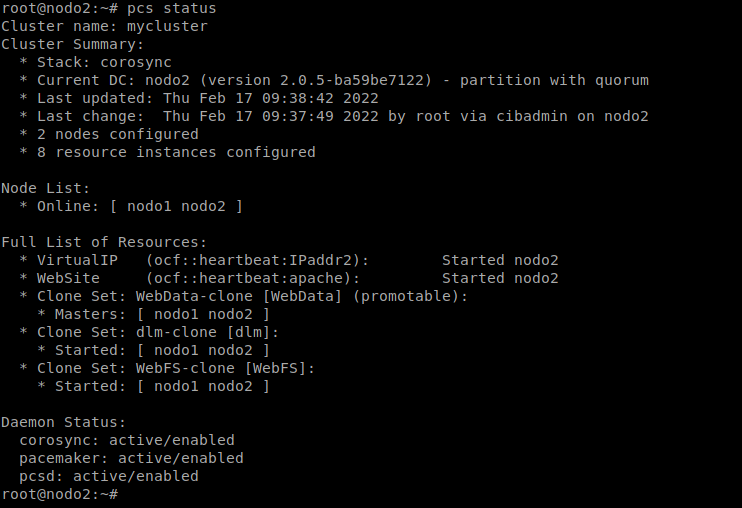 root@nodo2:~# pcs status
Cluster name: mycluster
Cluster Summary:
  * Stack: corosync
  * Current DC: nodo2 (version 2.0.5-ba59be7122) - partition with quorum
  * Last updated: Thu Feb 17 09:38:42 2022
  * Last change:  Thu Feb 17 09:37:49 2022 by root via cibadmin on nodo2
  * 2 nodes configured
  * 8 resource instances configured

Node List:
  * Online: [ nodo1 nodo2 ]

Full List of Resources:
  * VirtualIP   (ocf::heartbeat:IPaddr2):        Started nodo2
  * WebSite     (ocf::heartbeat:apache):         Started nodo2
  * Clone Set: WebData-clone [WebData] (promotable):
    * Masters: [ nodo1 nodo2 ]
  * Clone Set: dlm-clone [dlm]:
    * Started: [ nodo1 nodo2 ]
  * Clone Set: WebFS-clone [WebFS]:
    * Started: [ nodo1 nodo2 ]

Daemon Status:
  corosync: active/enabled
  pacemaker: active/enabled
  pcsd: active/enabled
root@nodo2:~#